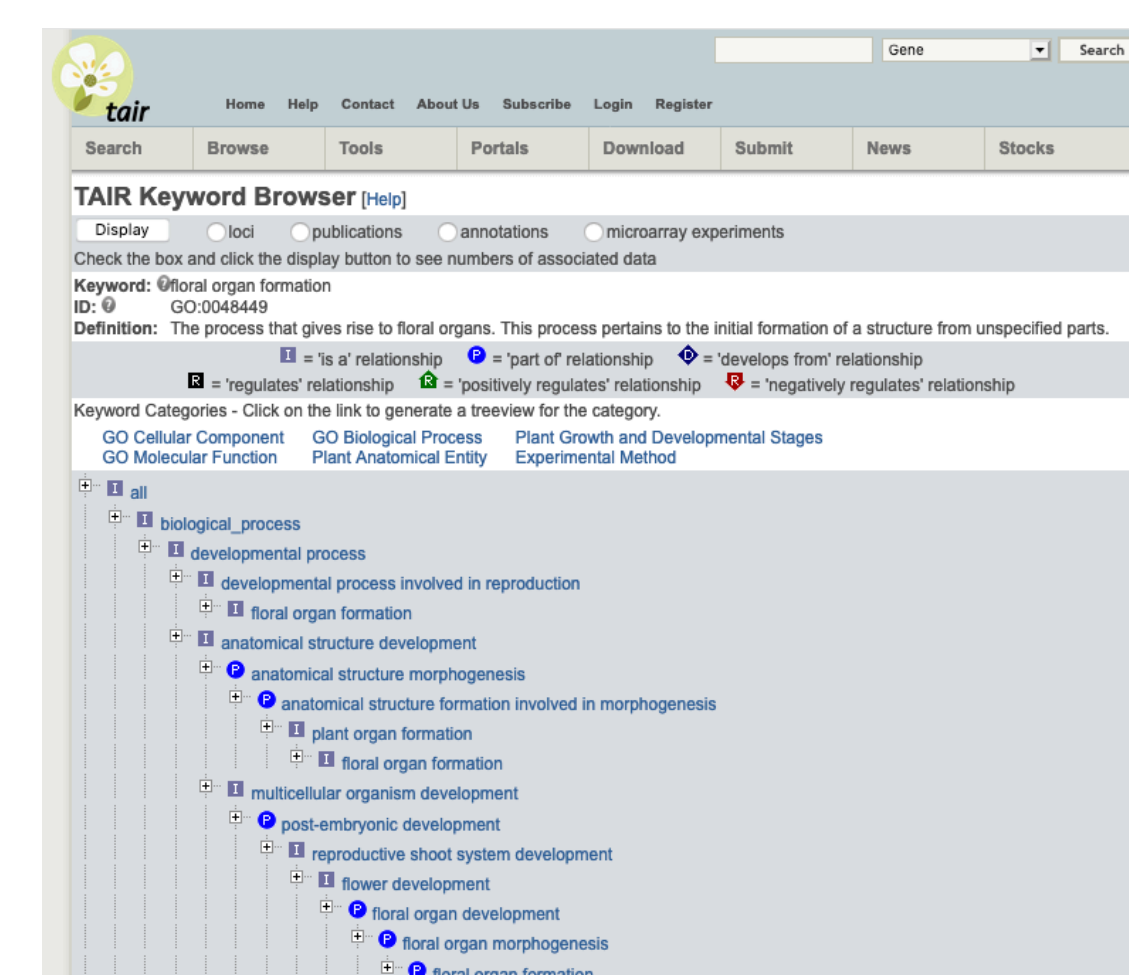 Gene
Search
tair
Home Help Contact About Us Subscribe Login Register
Search Browse Tools Portals Download Submit News Stocks
TAIR Keyword Browser [Help]
Display loci publications annotations microarray experiments
Check the box and click the display button to see numbers of associated data
Keyword: floral organ formation
ID: GO:0048449
Definition: The process that gives rise to floral organs. This process pertains to the initial formation of a structure from unspecified parts.
I = 'is a' relationship P = 'part of' relationship D = 'develops from' relationship
R = 'regulates' relationship R = 'positively regulates' relationship R = 'negatively regulates' relationship
Keyword Categories - Click on the link to generate a treeview for the category.
GO Cellular Component GO Biological Process Plant Growth and Developmental Stages
GO Molecular Function Plant Anatomical Entity Experimental Method
I all
I biological_process
I developmental process
I developmental process involved in reproduction
I floral organ formation
I anatomical structure development
P anatomical structure morphogenesis
P anatomical structure formation involved in morphogenesis
I plant organ formation
I floral organ formation
I multicellular organism development
P post-embryonic development
I reproductive shoot system development
I flower development
P floral organ development
P floral organ morphogenesis
P floral organ formation